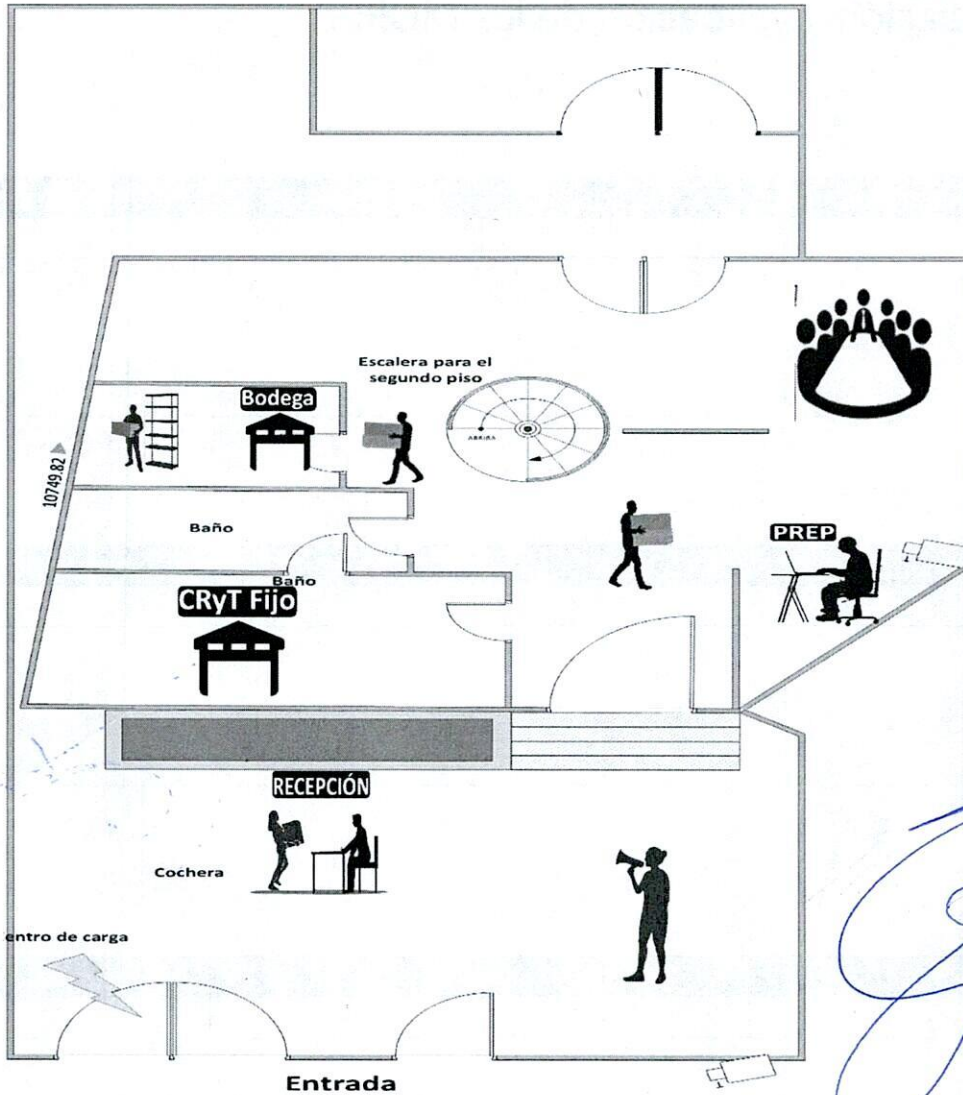 Escalera para el
segundo piso
Bodega
ARRIBA
10749.82
Baño
PREP
Baño
CRyT Fijo
RECEPCIÓN
Cochera
entro de carga
Entrada